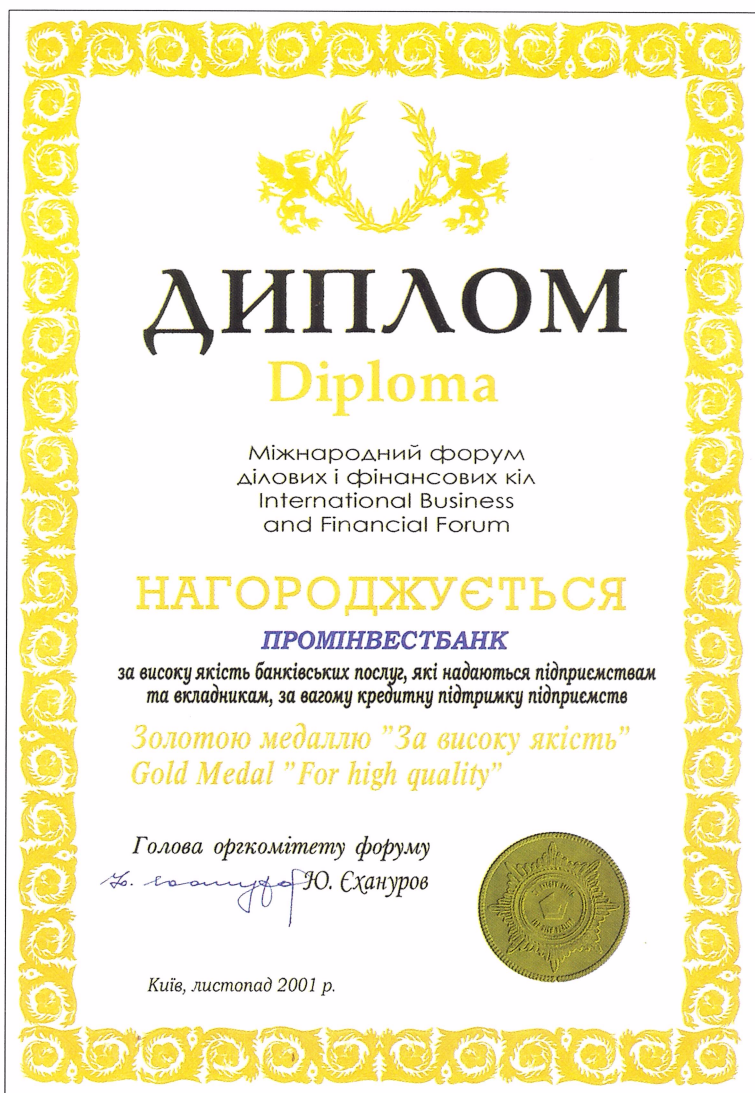 ДИПЛОМ
Diploma
Міжнародний форум
ділових і фінансових кіл
International Business
and Financial Forum
НАГОРОДЖУЄТЬСЯ
ПРОМІНВЕСТБАНК
за високу якість банківських послуг, які надаються підприємствам
та вкладникам, за вагому кредитну підтримку підприємств
Золотою медаллю "За високу якість"
Gold Medal "For high quality"
Голова оргкомітету форуму
Ю. Єхануров
Київ, листопад 2001 р.